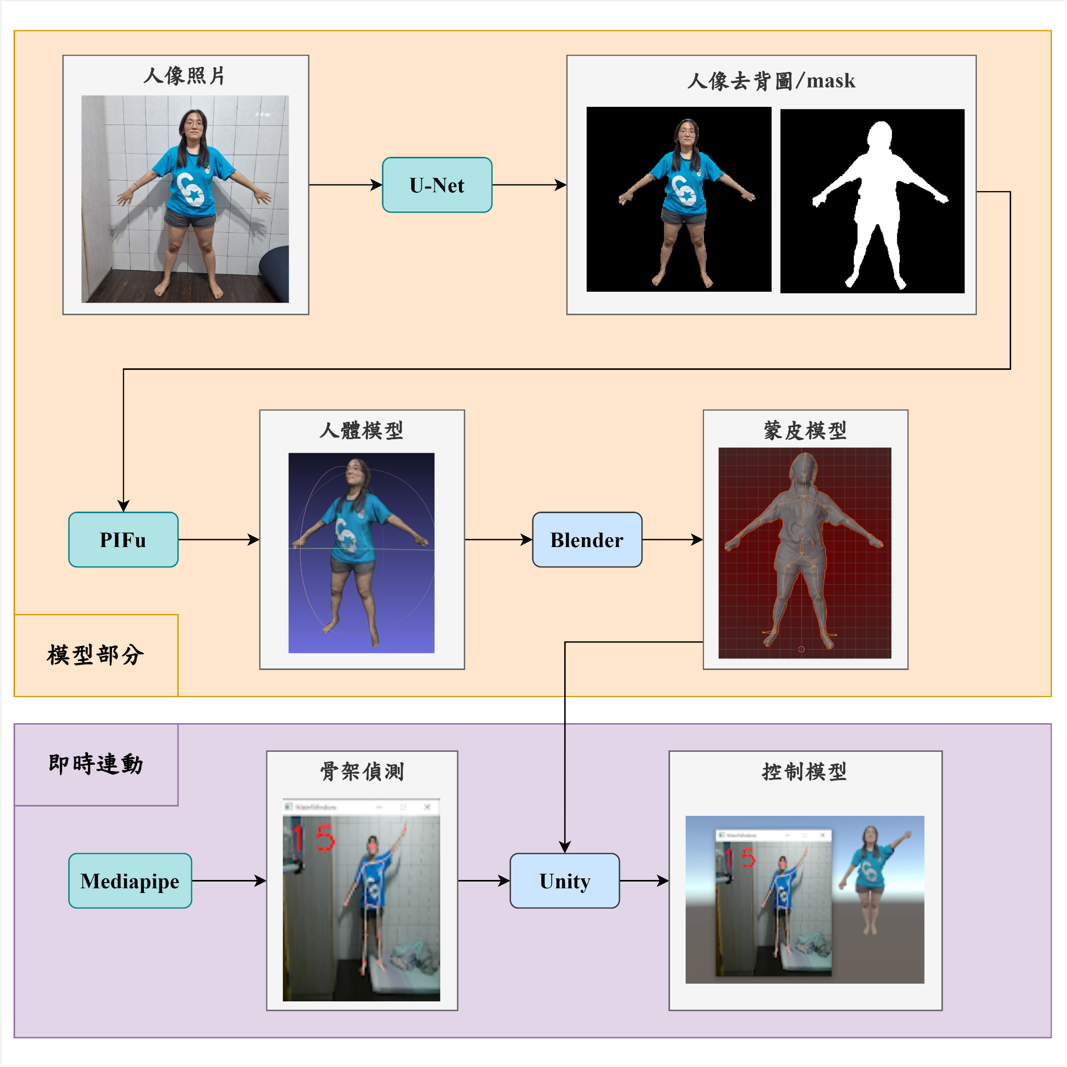 人像照片
U-Net
人像去背圖/mask
6
PIFu
人體模型
Blender
蒙皮模型
模型部分
即時連動
Mediapipe
骨架偵測
15
Unity
控制模型
15